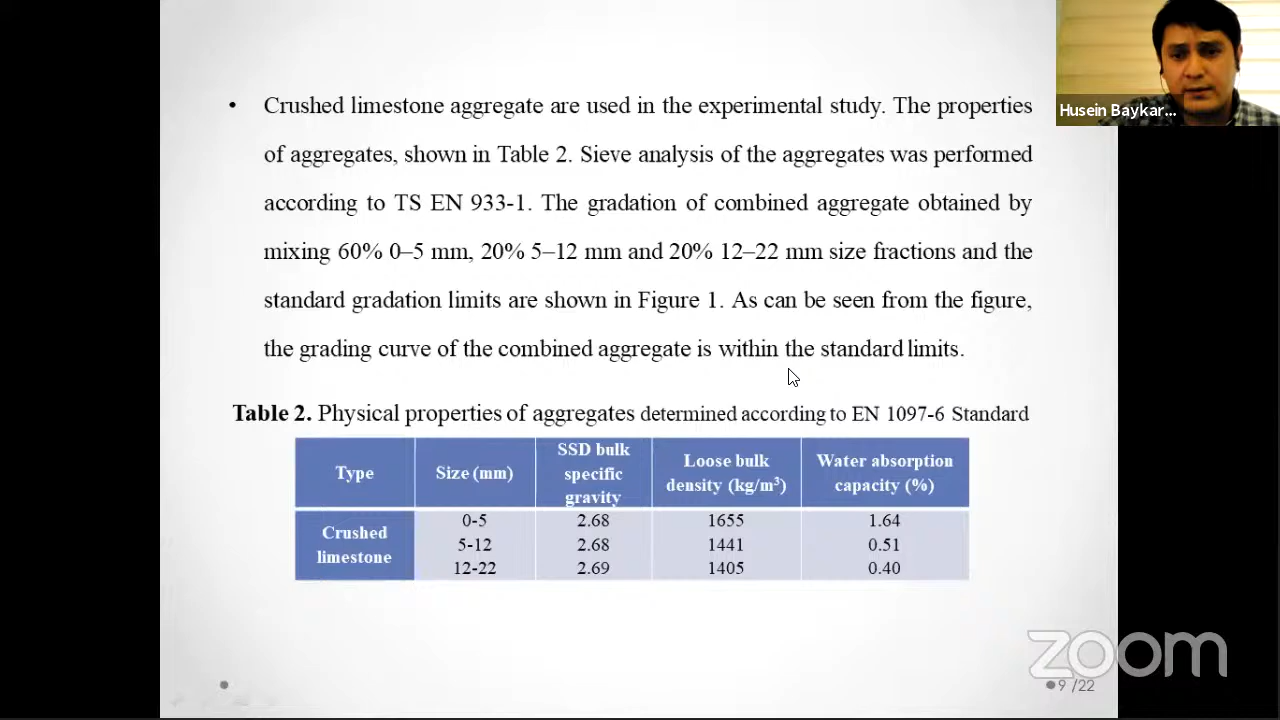 • Crushed limestone aggregate are used in the experimental study. The properties
of aggregates, shown in Table 2. Sieve analysis of the aggregates was performed
according to TS EN 933-1. The gradation of combined aggregate obtained by
mixing 60% 0–5 mm, 20% 5–12 mm and 20% 12–22 mm size fractions and the
standard gradation limits are shown in Figure 1. As can be seen from the figure,
the grading curve of the combined aggregate is within the standard limits.
Husein Baykar...
Table 2. Physical properties of aggregates determined according to EN 1097-6 Standard
Type Size (mm) SSD bulk specific gravity Loose bulk density (kg/m³) Water absorption capacity (%)
Crushed limestone
0-5 2.68 1655 1.64
5-12 2.68 1441 0.51
12-22 2.69 1405 0.40
zoom
9 /22